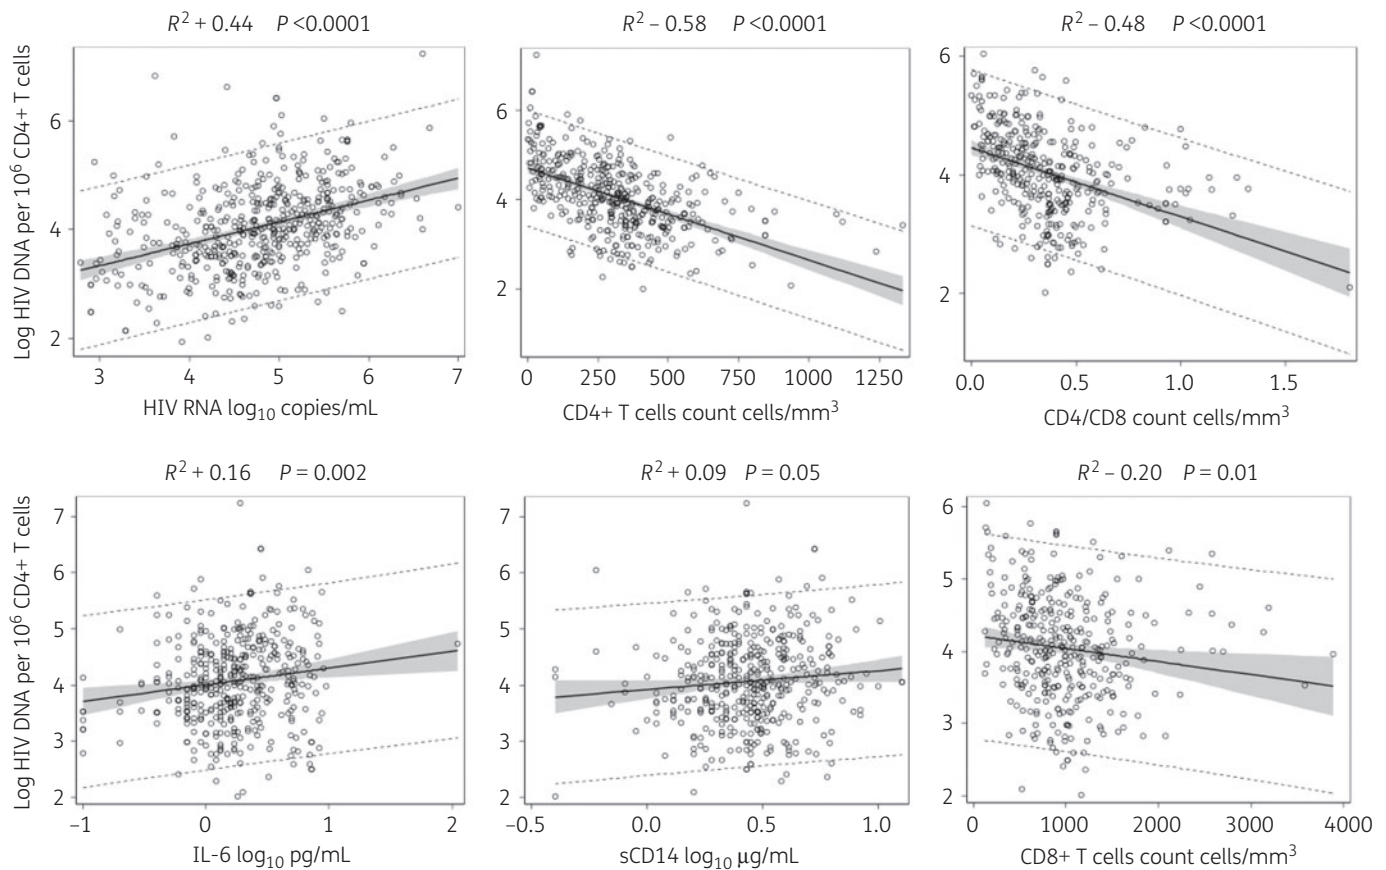 R² + 0.44 P <0.0001
R² – 0.58 P <0.0001
R² – 0.48 P <0.0001
Log HIV DNA per 10⁶ CD4+ T cells
6
4
2
3 4 5 6 7
HIV RNA log₁₀ copies/mL
6
4
2
0 250 500 750 1000 1250
CD4+ T cells count cells/mm³
6
4
2
0.0 0.5 1.0 1.5
CD4/CD8 count cells/mm³
R² + 0.16 P = 0.002
R² + 0.09 P = 0.05
R² – 0.20 P = 0.01
Log HIV DNA per 10⁶ CD4+ T cells
7
6
5
4
3
2
–1 0 1 2
IL-6 log₁₀ pg/mL
7
6
5
4
3
2
–0.5 0.0 0.5 1.0
sCD14 log₁₀ µg/mL
6
5
4
3
2
0 1000 2000 3000 4000
CD8+ T cells count cells/mm³